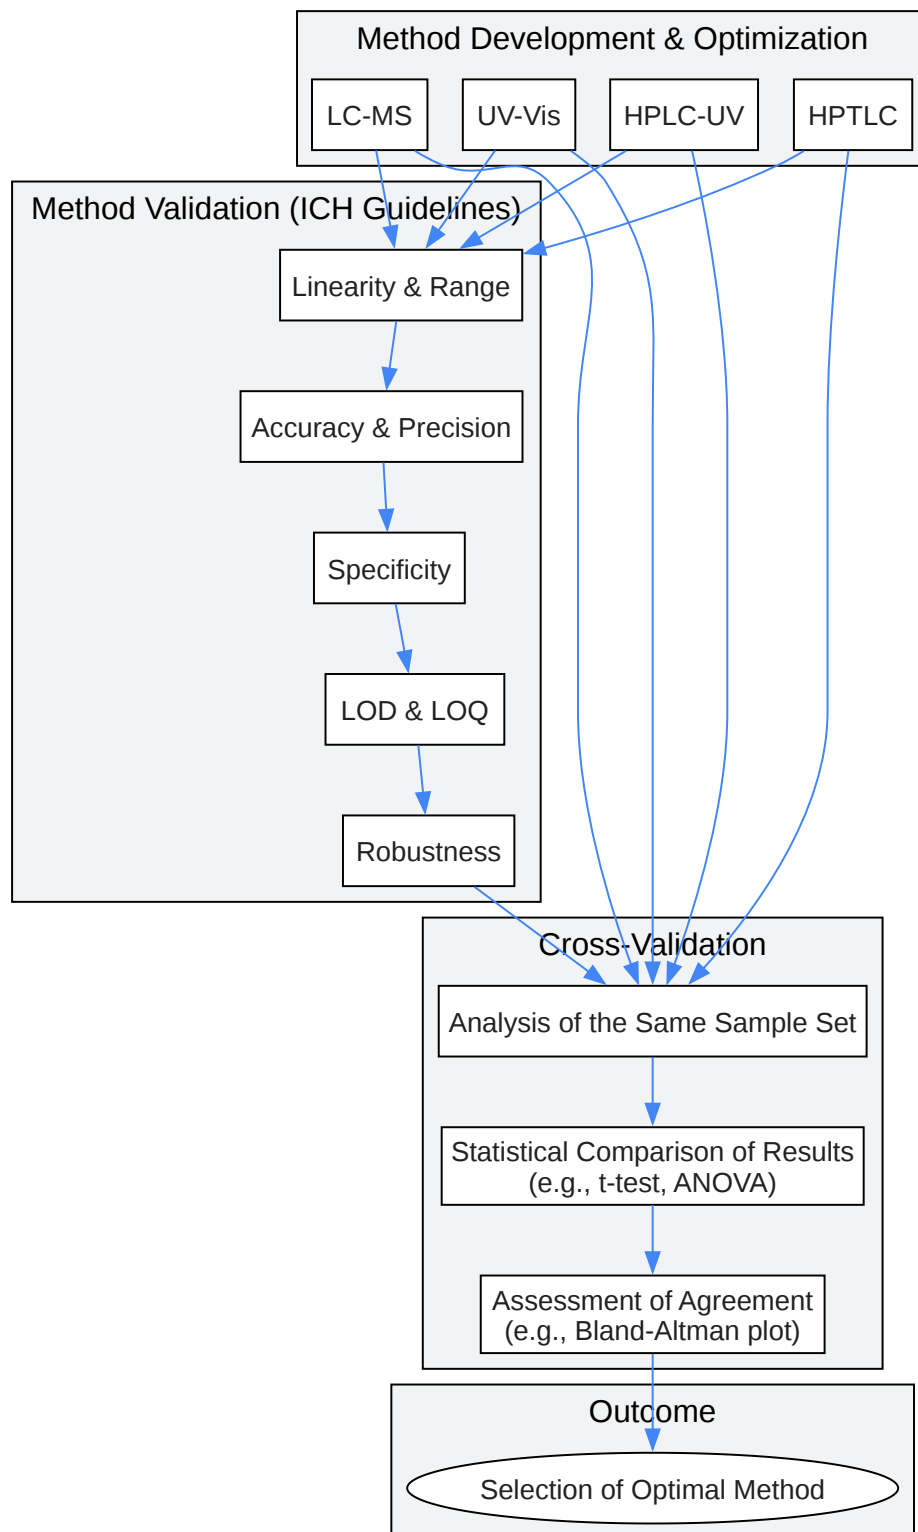 Method Development & Optimization
LC-MS
UV-Vis
HPLC-UV
HPTLC
Method Validation (ICH Guidelines)
Linearity & Range
Accuracy & Precision
Specificity
LOD & LOQ
Robustness
Cross-Validation
Analysis of the Same Sample Set
Statistical Comparison of Results
(e.g., t-test, ANOVA)
Assessment of Agreement
(e.g., Bland-Altman plot)
Outcome
Selection of Optimal Method